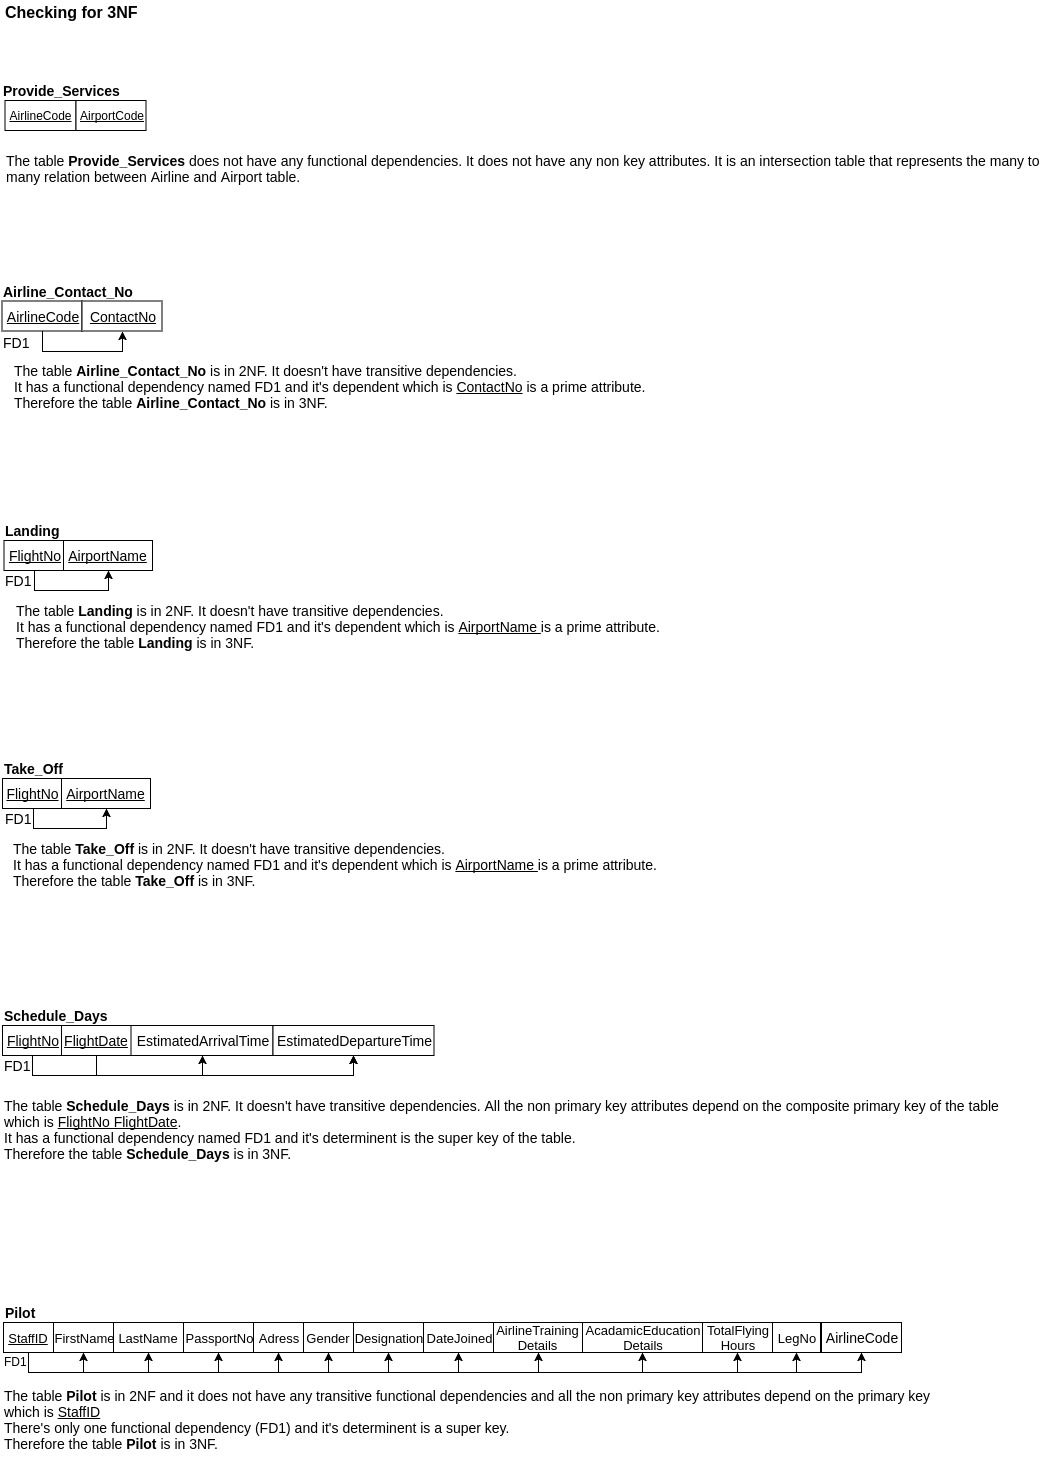 Checking for 3NF
Provide_Services
AirlineCode AirportCode
The table Provide_Services does not have any functional dependencies. It does not have any non key attributes. It is an intersection table that represents the many to
many relation between Airline and Airport table.
Airline_Contact_No
AirlineCode ContactNo
FD1
The table Airline_Contact_No is in 2NF. It doesn't have transitive dependencies.
It has a functional dependency named FD1 and it's dependent which is ContactNo is a prime attribute.
Therefore the table Airline_Contact_No is in 3NF.
Landing
FlightNo AirportName
FD1
The table Landing is in 2NF. It doesn't have transitive dependencies.
It has a functional dependency named FD1 and it's dependent which is AirportName is a prime attribute.
Therefore the table Landing is in 3NF.
Take_Off
FlightNo AirportName
FD1
The table Take_Off is in 2NF. It doesn't have transitive dependencies.
It has a functional dependency named FD1 and it's dependent which is AirportName is a prime attribute.
Therefore the table Take_Off is in 3NF.
Schedule_Days
FlightNo FlightDate EstimatedArrivalTime EstimatedDepartureTime
FD1
The table Schedule_Days is in 2NF. It doesn't have transitive dependencies. All the non primary key attributes depend on the composite primary key of the table
which is FlightNo FlightDate.
It has a functional dependency named FD1 and it's determinent is the super key of the table.
Therefore the table Schedule_Days is in 3NF.
Pilot
StaffID FirstName LastName PassportNo Adress Gender Designation DateJoined AirlineTraining Details AcadamicEducation Details TotalFlying Hours LegNo AirlineCode
FD1
The table Pilot is in 2NF and it does not have any transitive functional dependencies and all the non primary key attributes depend on the primary key
which is StaffID
There's only one functional dependency (FD1) and it's determinent is a super key.
Therefore the table Pilot is in 3NF.